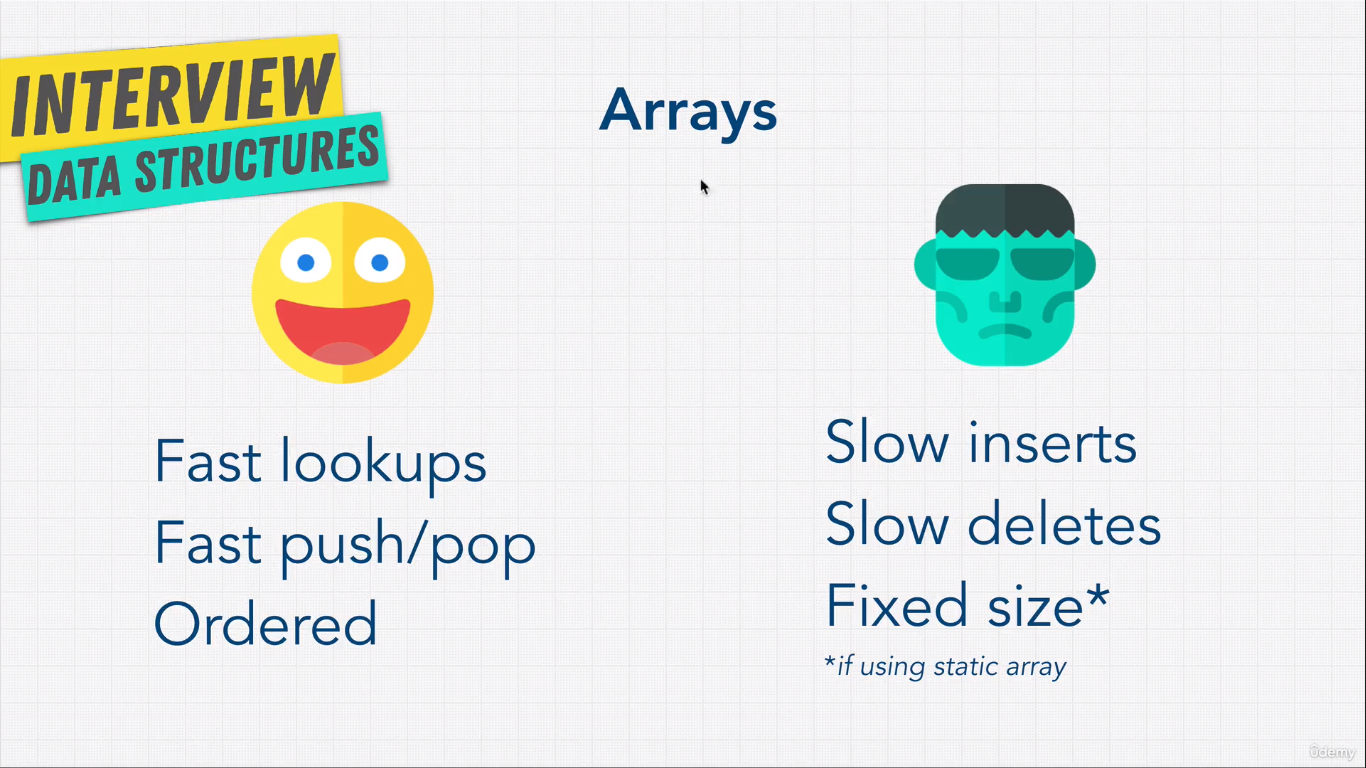 INTERVIEW
DATA STRUCTURES
Arrays
Fast lookups
Fast push/pop
Ordered
Slow inserts
Slow deletes
Fixed size*
*if using static array
ûdemy